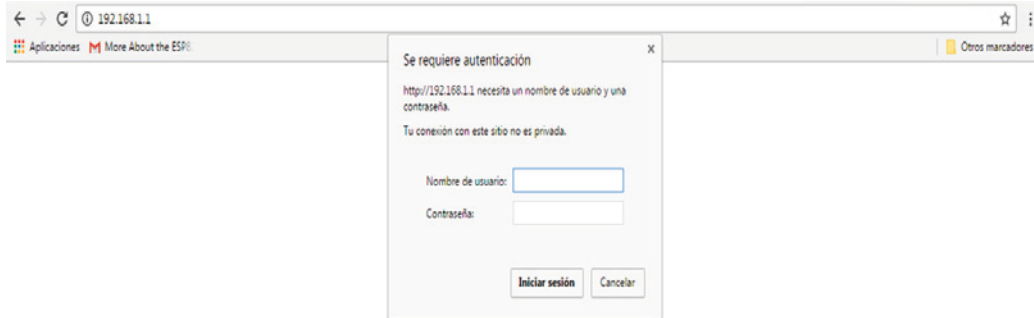 192.168.1.1
Aplicaciones More About the ESP8 Otros marcadores
Se requiere autenticación x
http://192.168.1.1 necesita un nombre de usuario y una
contraseña.
Tu conexión con este sitio no es privada.
Nombre de usuario:
Contraseña:
Iniciar sesión Cancelar